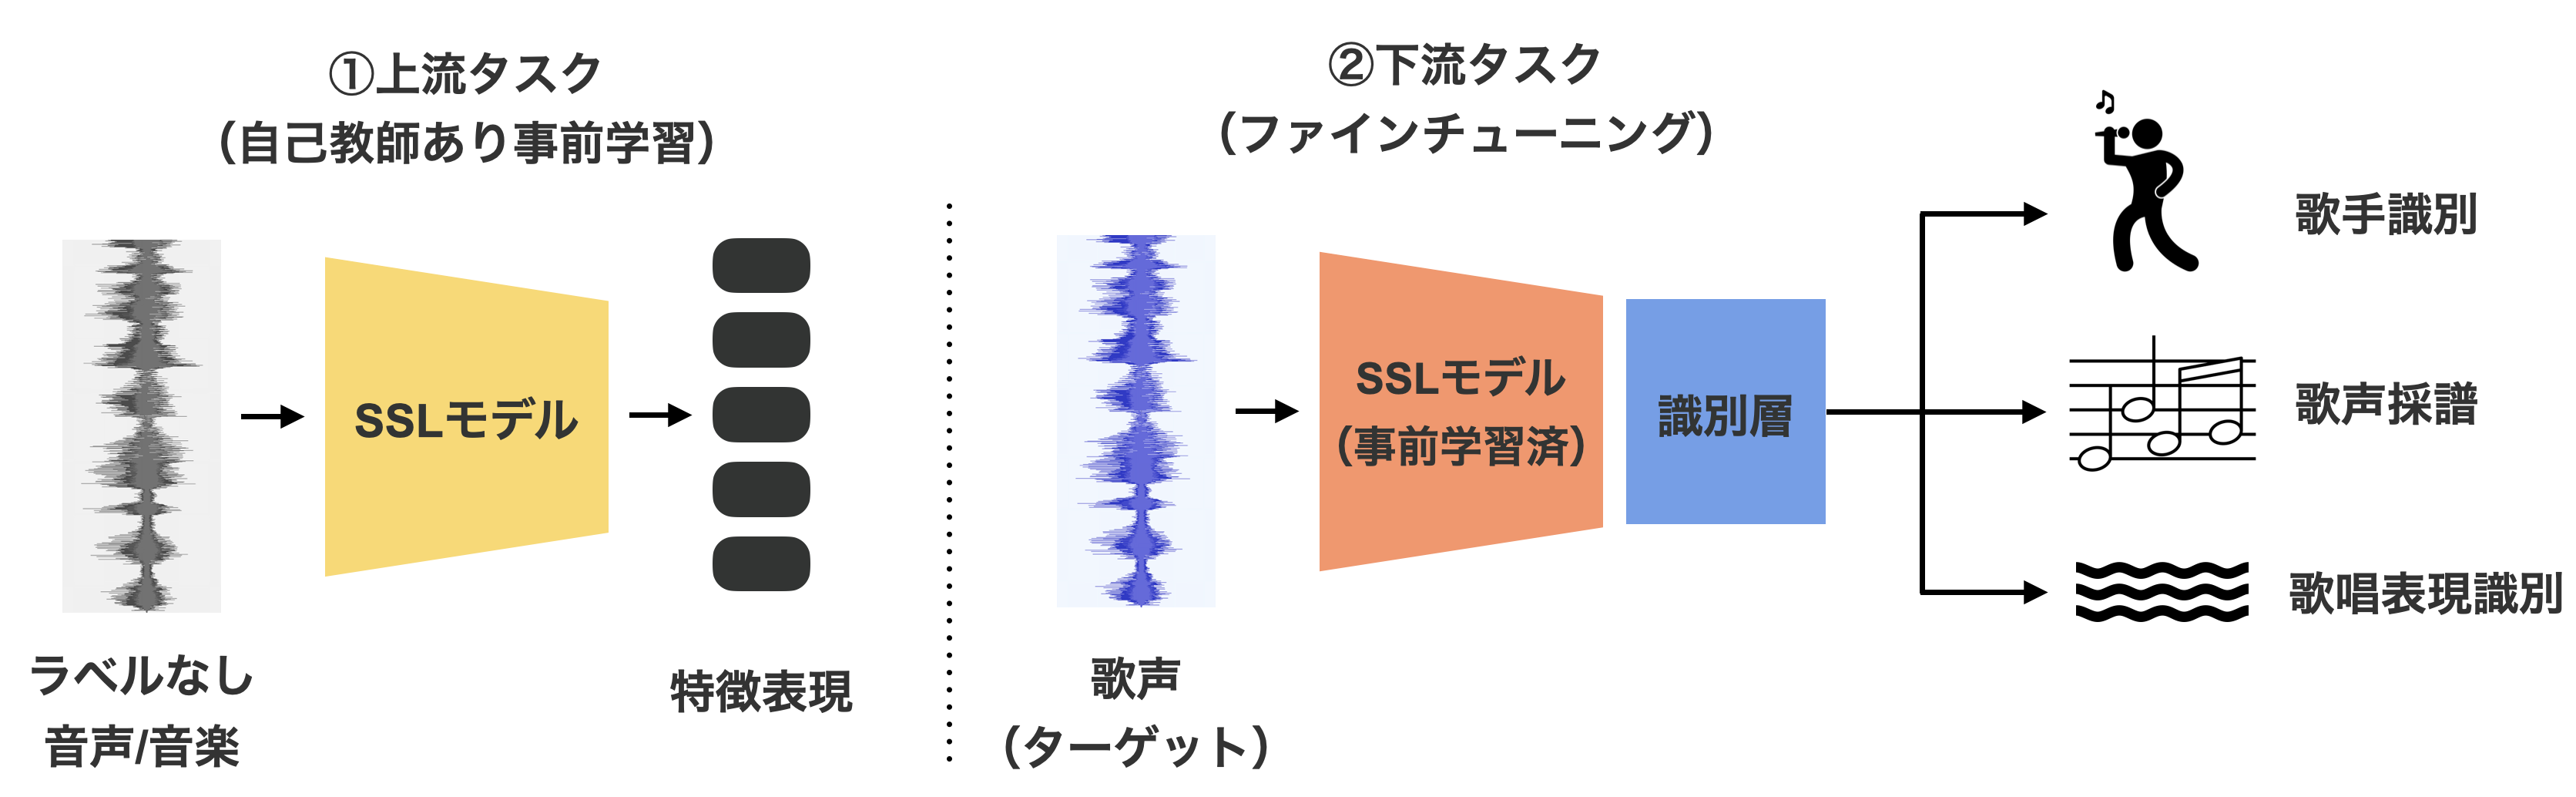 ①上流タスク
（自己教師あり事前学習）
SSLモデル
ラベルなし
音声/音楽
特徴表現
②下流タスク
（ファインチューニング）
歌声
（ターゲット）
SSLモデル
（事前学習済）
識別層
歌手識別
歌声採譜
歌唱表現識別